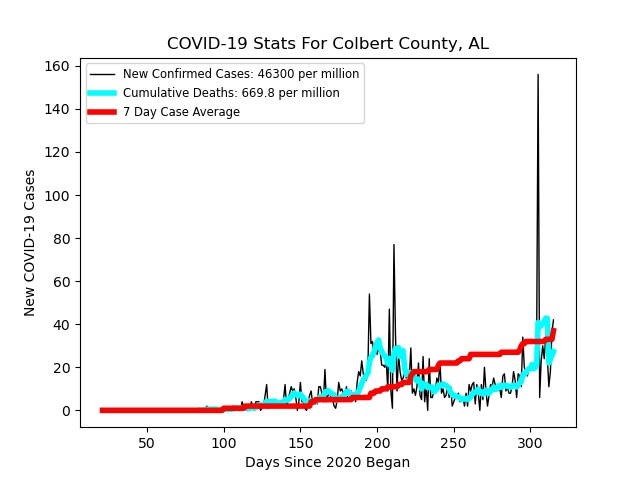 COVID-19 Stats For Colbert County, AL
New Confirmed Cases: 46300 per million
Cumulative Deaths: 669.8 per million
7 Day Case Average
160
140
120
100
80
60
40
20
0
New COVID-19 Cases
50 100 150 200 250 300
Days Since 2020 Began